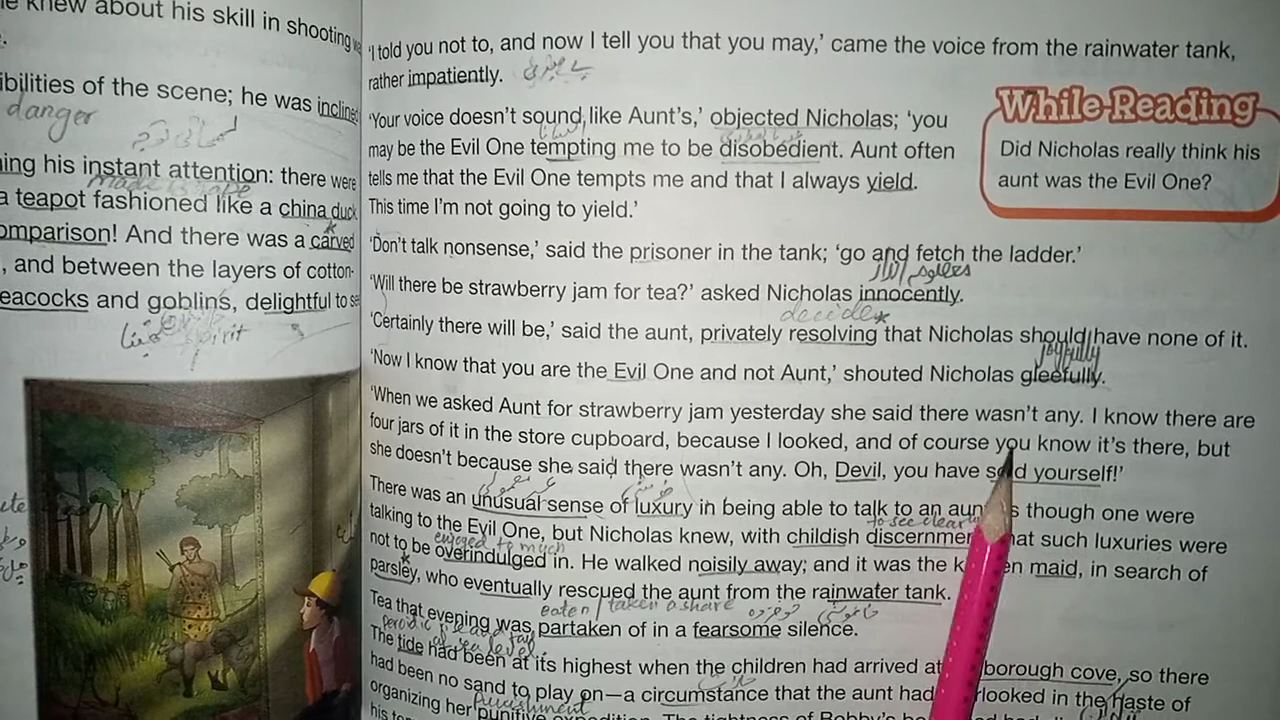 e knew about his skill in shooting
ibilities of the scene; he was inclined
danger
ing his instant attention: there were
a teapot fashioned like a china duck
omparison! And there was a carved
, and between the layers of cotton-
eacocks and goblins, delightful to se
spirit
'I told you not to, and now I tell you that you may,' came the voice from the rainwater tank,
rather impatiently.
'Your voice doesn't sound like Aunt's,' objected Nicholas; 'you
may be the Evil One tempting me to be disobedient. Aunt often
tells me that the Evil One tempts me and that I always yield.
This time I'm not going to yield.'
While Reading
Did Nicholas really think his
aunt was the Evil One?
'Don't talk nonsense,' said the prisoner in the tank; 'go and fetch the ladder.'
'Will there be strawberry jam for tea?' asked Nicholas innocently.
decide
'Certainly there will be,' said the aunt, privately resolving that Nicholas should have none of it.
joyfully
'Now I know that you are the Evil One and not Aunt,' shouted Nicholas gleefully.
'When we asked Aunt for strawberry jam yesterday she said there wasn't any. I know there are
four jars of it in the store cupboard, because I looked, and of course you know it's there, but
she doesn't because she said there wasn't any. Oh, Devil, you have sold yourself!'
There was an unusual sense of luxury in being able to talk to an aunt as though one were
to see clearly
talking to the Evil One, but Nicholas knew, with childish discernment that such luxuries were
enjoyed to much
not to be overindulged in. He walked noisily away; and it was the kitchen maid, in search of
parsley, who eventually rescued the aunt from the rainwater tank.
eaten / taken a share
Tea that evening was partaken of in a fearsome silence.
The tide had been at its highest when the children had arrived at borough cove, so there
had been no sand to play on—a circumstance that the aunt had looked in the haste of
punishment
organizing her punitive expedition. The tightness of Bobby's